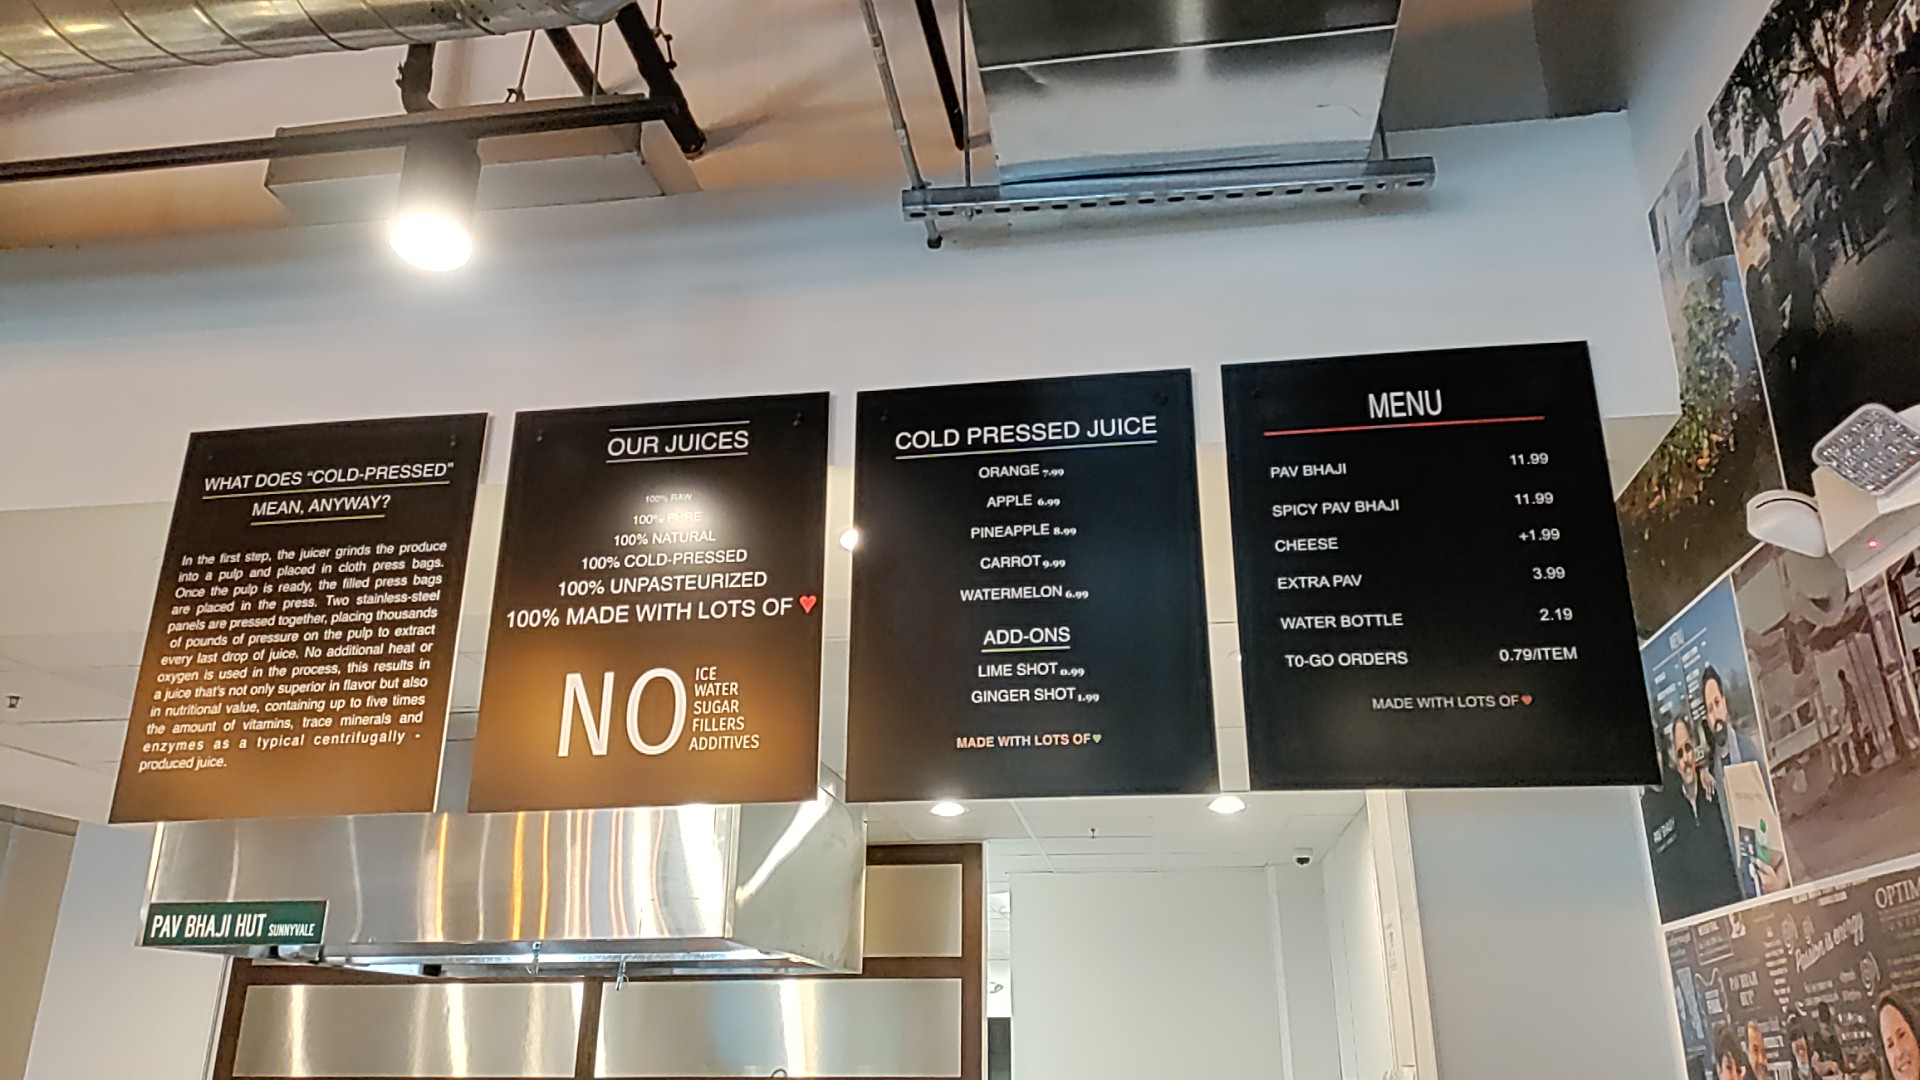 WHAT DOES "COLD-PRESSED"
MEAN, ANYWAY?
In the first step, the juicer grinds the produce
into a pulp and placed in cloth press bags.
Once the pulp is ready, the filled press bags
are placed in the press. Two stainless-steel
panels are pressed together, placing thousands
of pounds of pressure on the pulp to extract
every last drop of juice. No additional heat or
oxygen is used in the process, this results in
a juice that's not only superior in flavor but also
in nutritional value, containing up to five times
the amount of vitamins, trace minerals and
enzymes as a typical centrifugally -
produced juice.
OUR JUICES
100% RAW
100% PURE
100% NATURAL
100% COLD-PRESSED
100% UNPASTEURIZED
100% MADE WITH LOTS OF ♥
NO
ICE
WATER
SUGAR
FILLERS
ADDITIVES
COLD PRESSED JUICE
ORANGE 7.99
APPLE 6.99
PINEAPPLE 8.99
CARROT 9.99
WATERMELON 6.99
ADD-ONS
LIME SHOT 0.99
GINGER SHOT 1.99
MADE WITH LOTS OF ♥
MENU
PAV BHAJI 11.99
SPICY PAV BHAJI 11.99
CHEESE +1.99
EXTRA PAV 3.99
WATER BOTTLE 2.19
T0-GO ORDERS 0.79/ITEM
MADE WITH LOTS OF ♥
PAV BHAJI HUT SUNNYVALE
MENU
OPTIM
Positive energy
PAV BHAJI
HUT